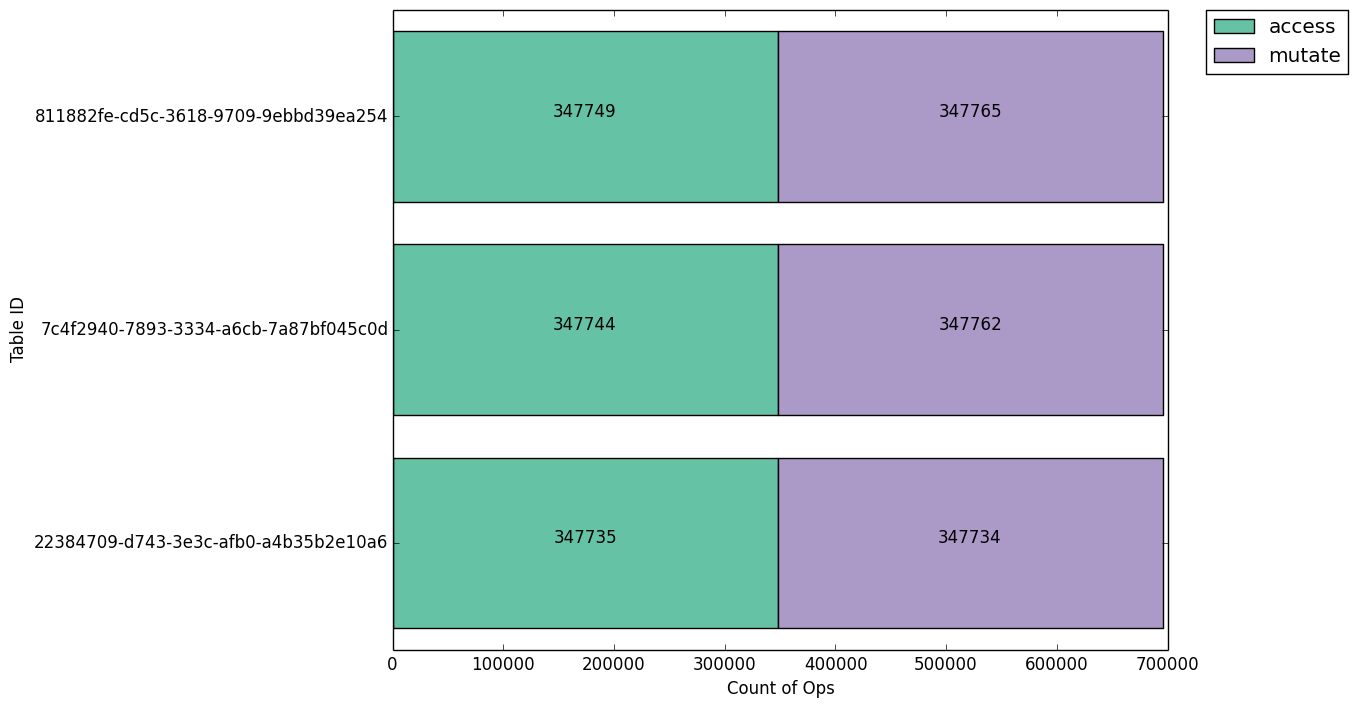 access
mutate
811882fe-cd5c-3618-9709-9ebbd39ea254
347749 347765
7c4f2940-7893-3334-a6cb-7a87bf045c0d
347744 347762
Table ID
22384709-d743-3e3c-afb0-a4b35b2e10a6
347735 347734
0 100000 200000 300000 400000 500000 600000 700000
Count of Ops